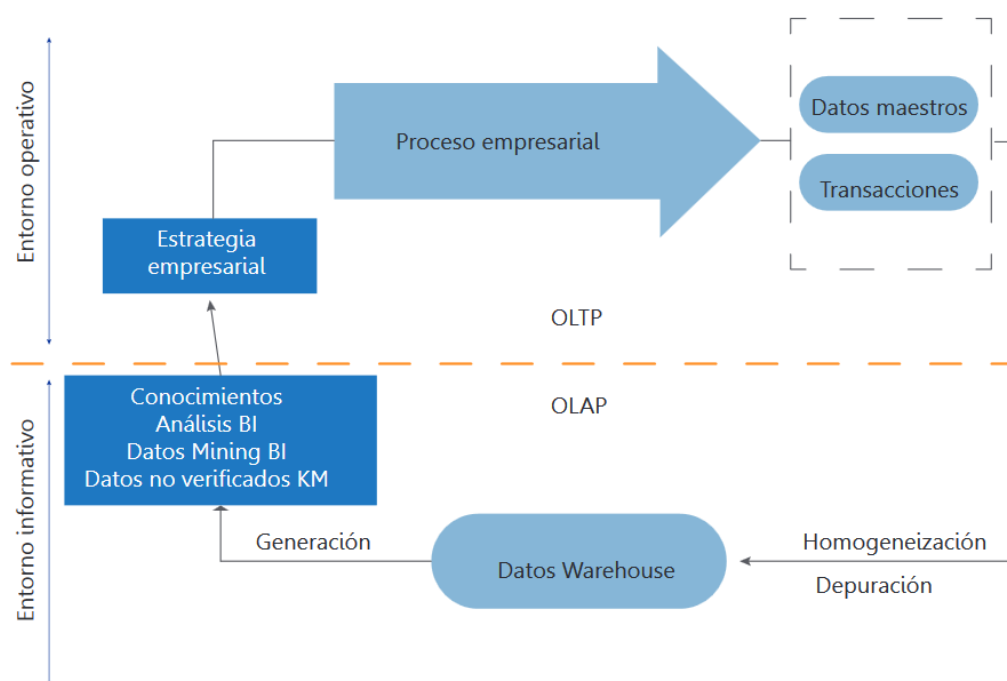 Entorno operativo
Proceso empresarial
Datos maestros
Transacciones
Estrategia
empresarial
OLTP
Entorno informativo
OLAP
Conocimientos
Análisis BI
Datos Mining BI
Datos no verificados KM
Generación
Datos Warehouse
Homogeneización
Depuración